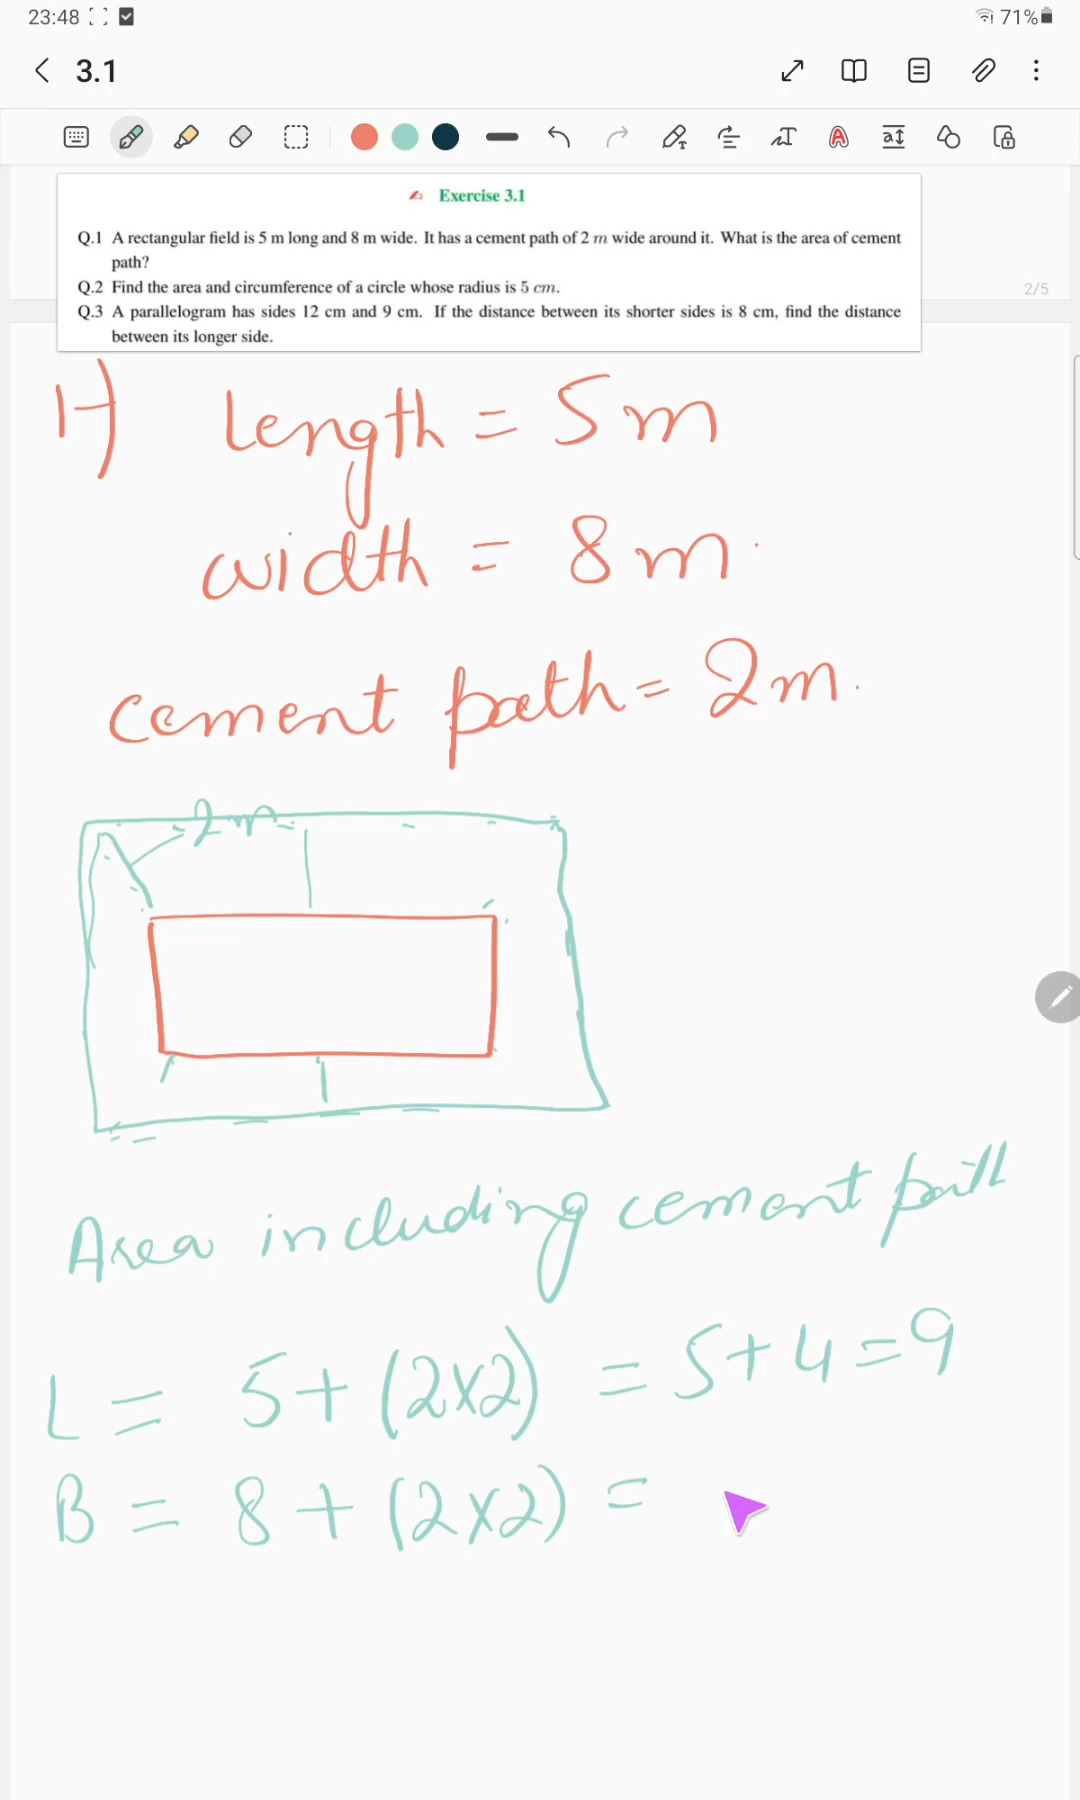 23:48
71%
3.1
Exercise 3.1
Q.1 A rectangular field is 5 m long and 8 m wide. It has a cement path of 2 m wide around it. What is the area of cement
path?
Q.2 Find the area and circumference of a circle whose radius is 5 cm.
Q.3 A parallelogram has sides 12 cm and 9 cm. If the distance between its shorter sides is 8 cm, find the distance
between its longer side.
2/5
1) Length = 5 m
width = 8 m.
cement path = 2 m.
2m
Area including cement path
L = 5 + (2x2) = 5 + 4 = 9
B = 8 + (2x2) =